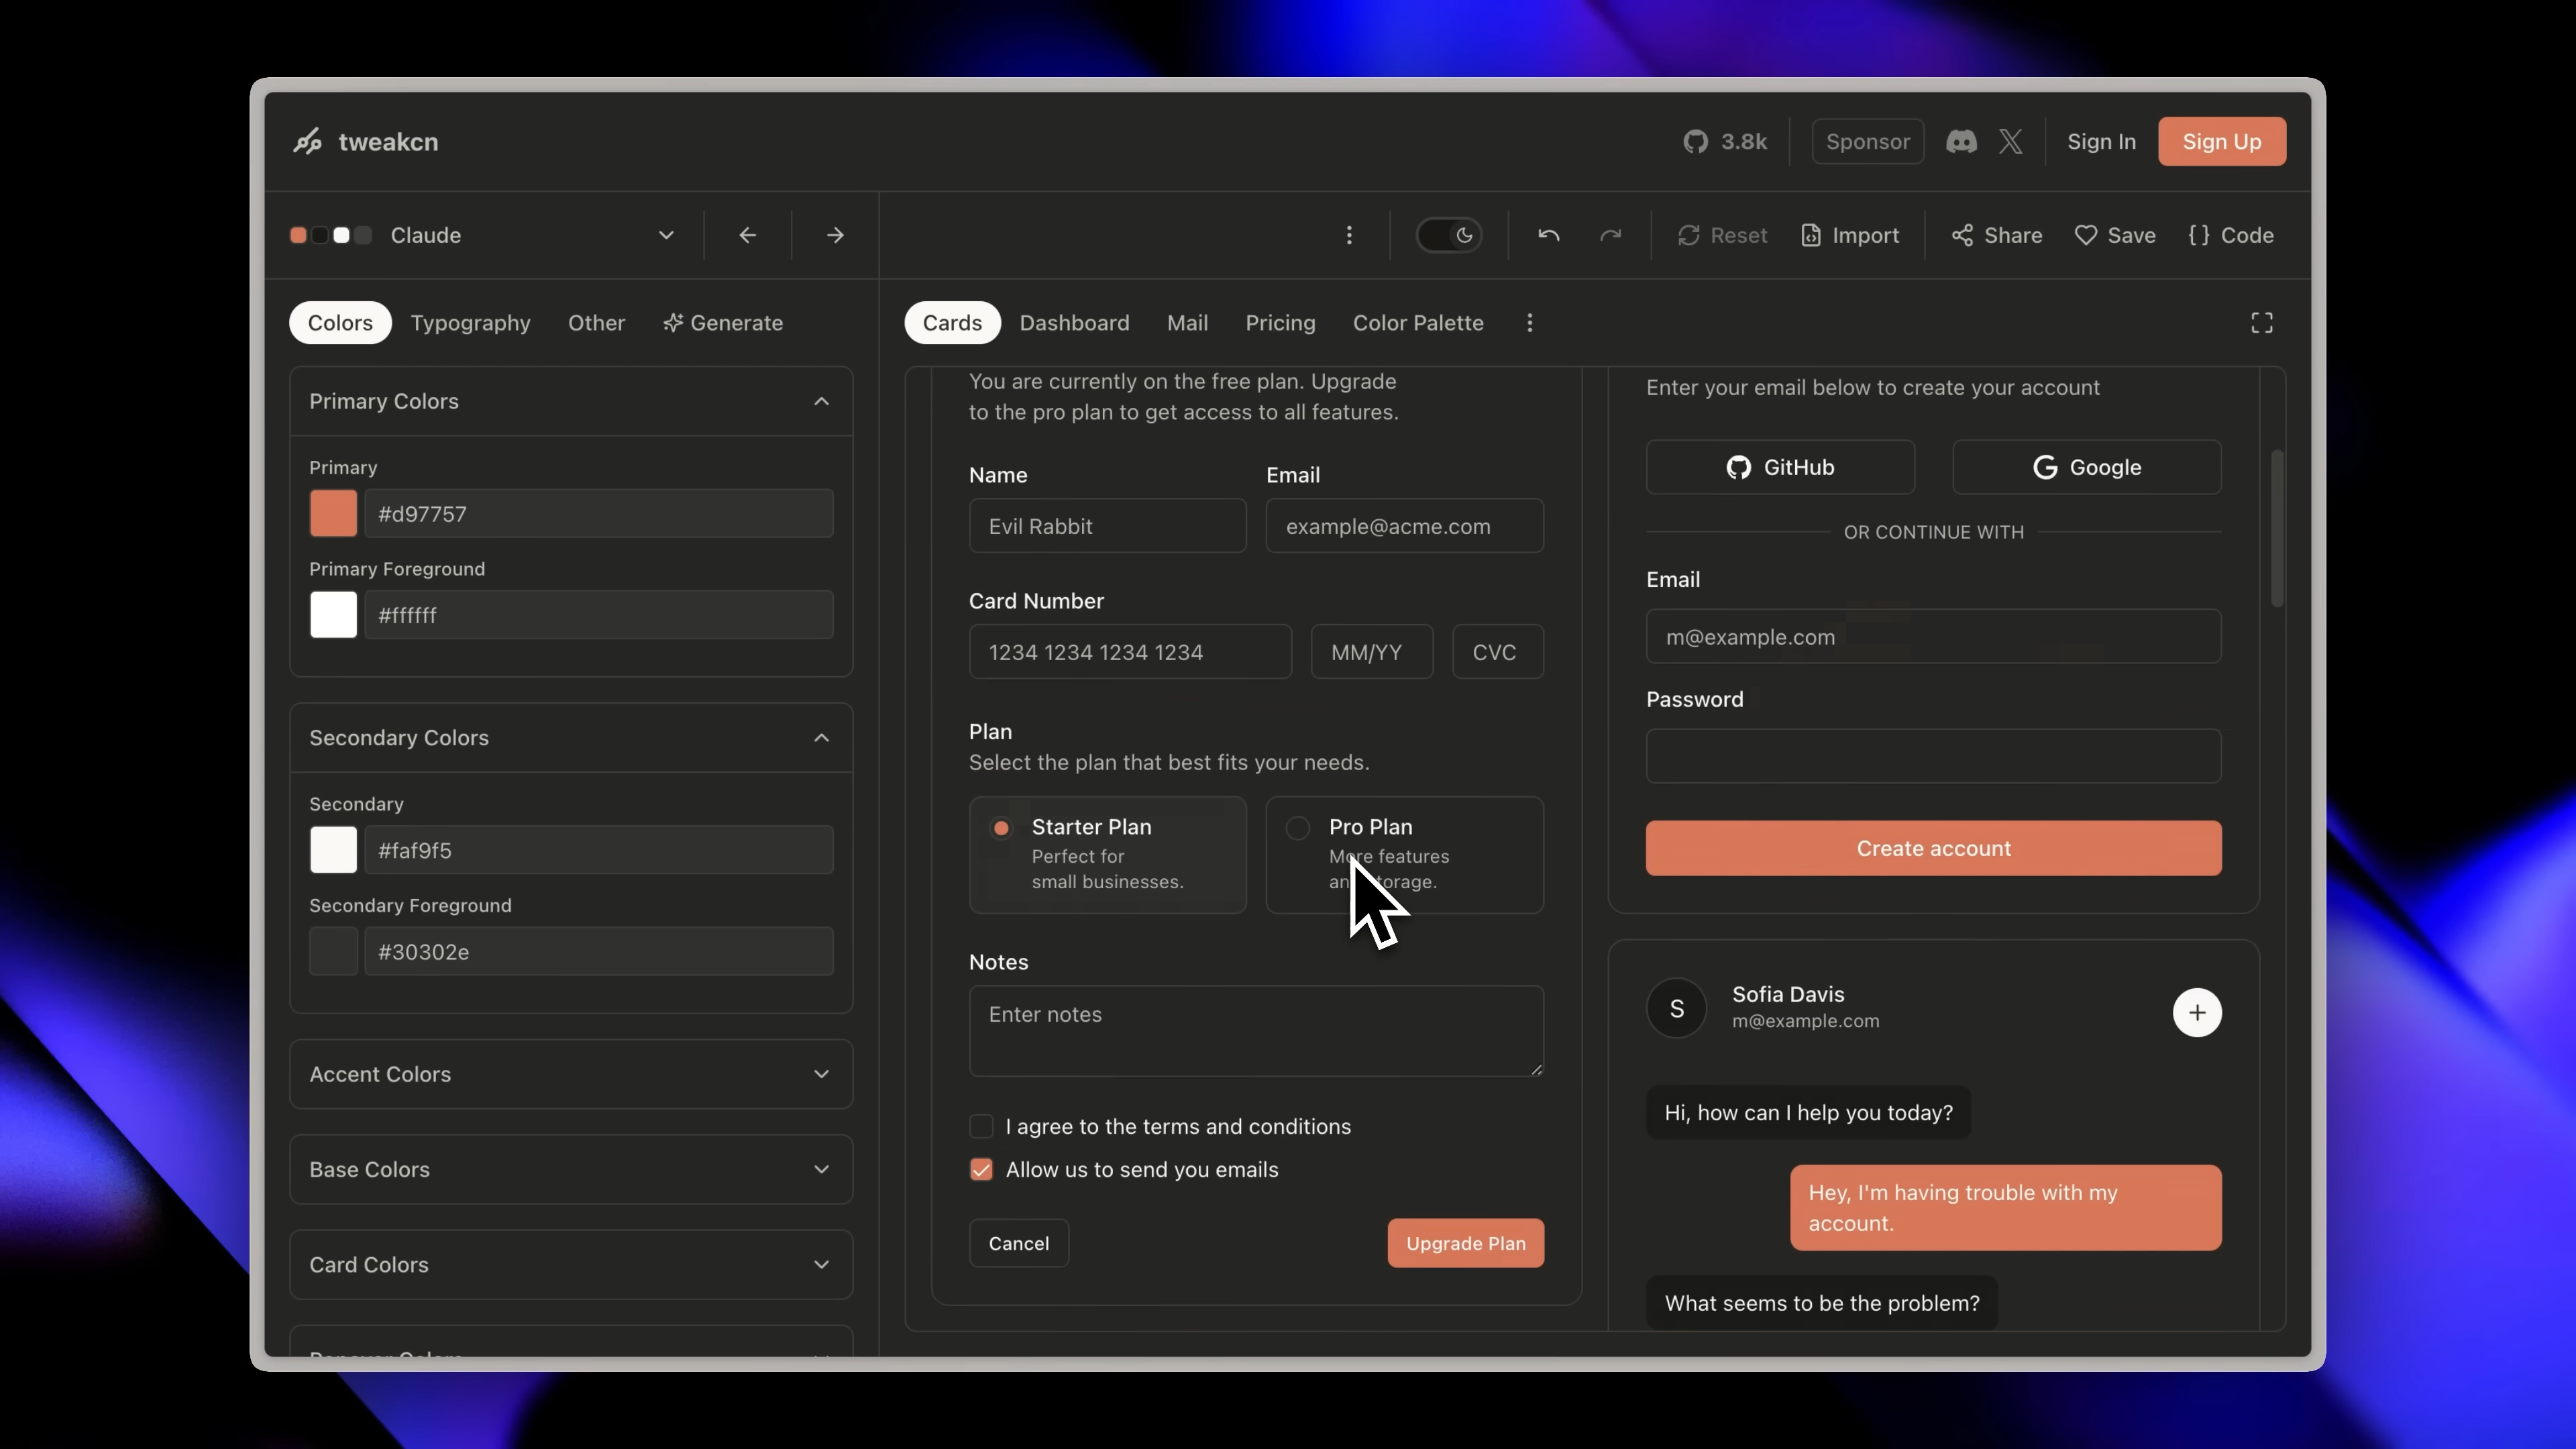 tweakcn
3.8k
Sponsor
Sign In
Sign Up
Claude
Reset
Import
Share
Save
Code
Colors
Typography
Other
Generate
Cards
Dashboard
Mail
Pricing
Color Palette
Primary Colors
Primary
#d97757
Primary Foreground
#ffffff
Secondary Colors
Secondary
#faf9f5
Secondary Foreground
#30302e
Accent Colors
Base Colors
Card Colors
You are currently on the free plan. Upgrade
to the pro plan to get access to all features.
Name
Email
Evil Rabbit
example@acme.com
Card Number
1234 1234 1234 1234
MM/YY
CVC
Plan
Select the plan that best fits your needs.
Starter Plan
Perfect for
small businesses.
Pro Plan
More features
storage.
Notes
Enter notes
I agree to the terms and conditions
Allow us to send you emails
Cancel
Upgrade Plan
Enter your email below to create your account
GitHub
Google
OR CONTINUE WITH
Email
m@example.com
Password
Create account
S
Sofia Davis
m@example.com
Hi, how can I help you today?
Hey, I'm having trouble with my
account.
What seems to be the problem?